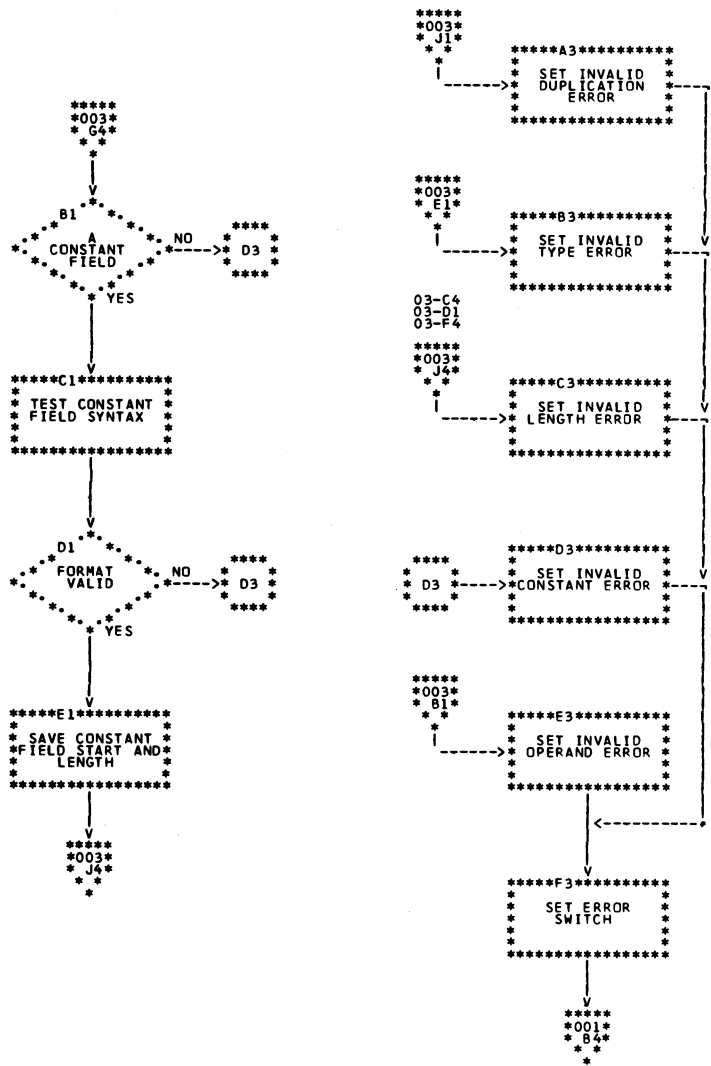 003
G4
B1
A
CONSTANT
FIELD
NO
D3
YES
C1
TEST CONSTANT
FIELD SYNTAX
D1
FORMAT
VALID
NO
D3
YES
E1
SAVE CONSTANT
FIELD START AND
LENGTH
003
J4
003
J1
A3
SET INVALID
DUPLICATION
ERROR
003
E1
B3
SET INVALID
TYPE ERROR
03-C4
03-D1
03-F4
003
J4
C3
SET INVALID
LENGTH ERROR
D3
D3
SET INVALID
CONSTANT ERROR
003
B1
E3
SET INVALID
OPERAND ERROR
F3
SET ERROR
SWITCH
001
B4